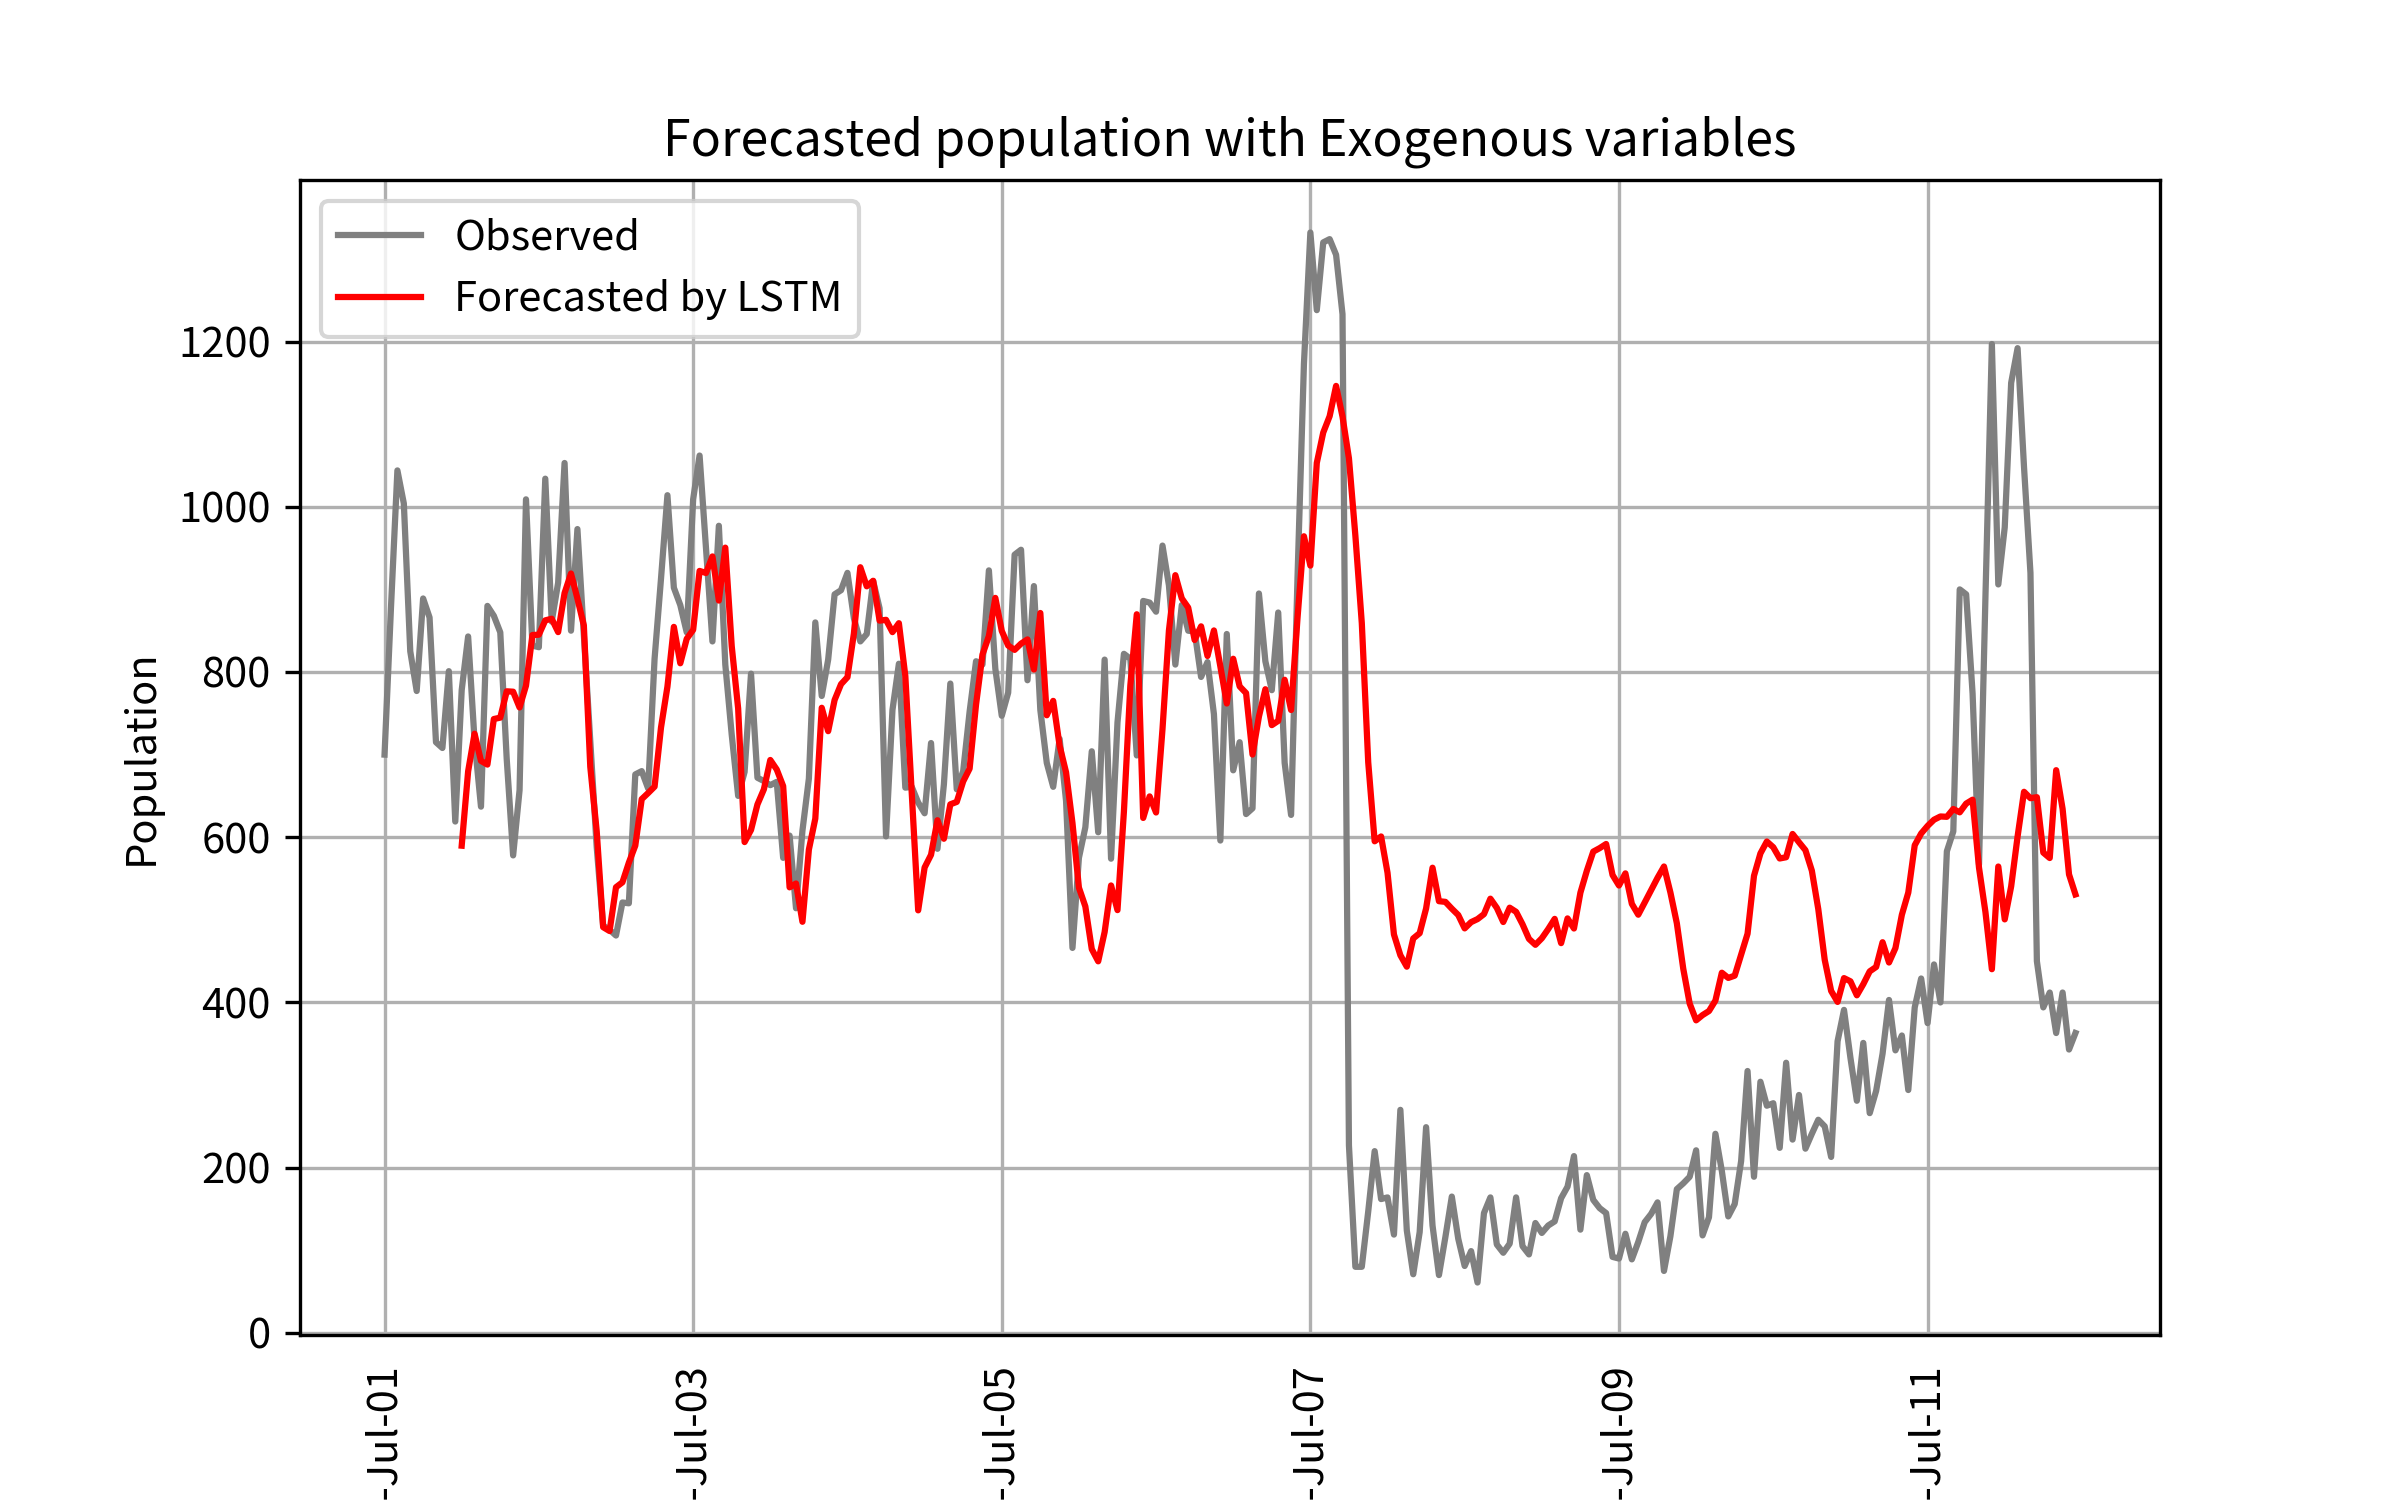 Forecasted population with Exogenous variables
Observed
Forecasted by LSTM
Population
1200
1000
800
600
400
200
0
-Jul-01
-Jul-03
-Jul-05
-Jul-07
-Jul-09
-Jul-11